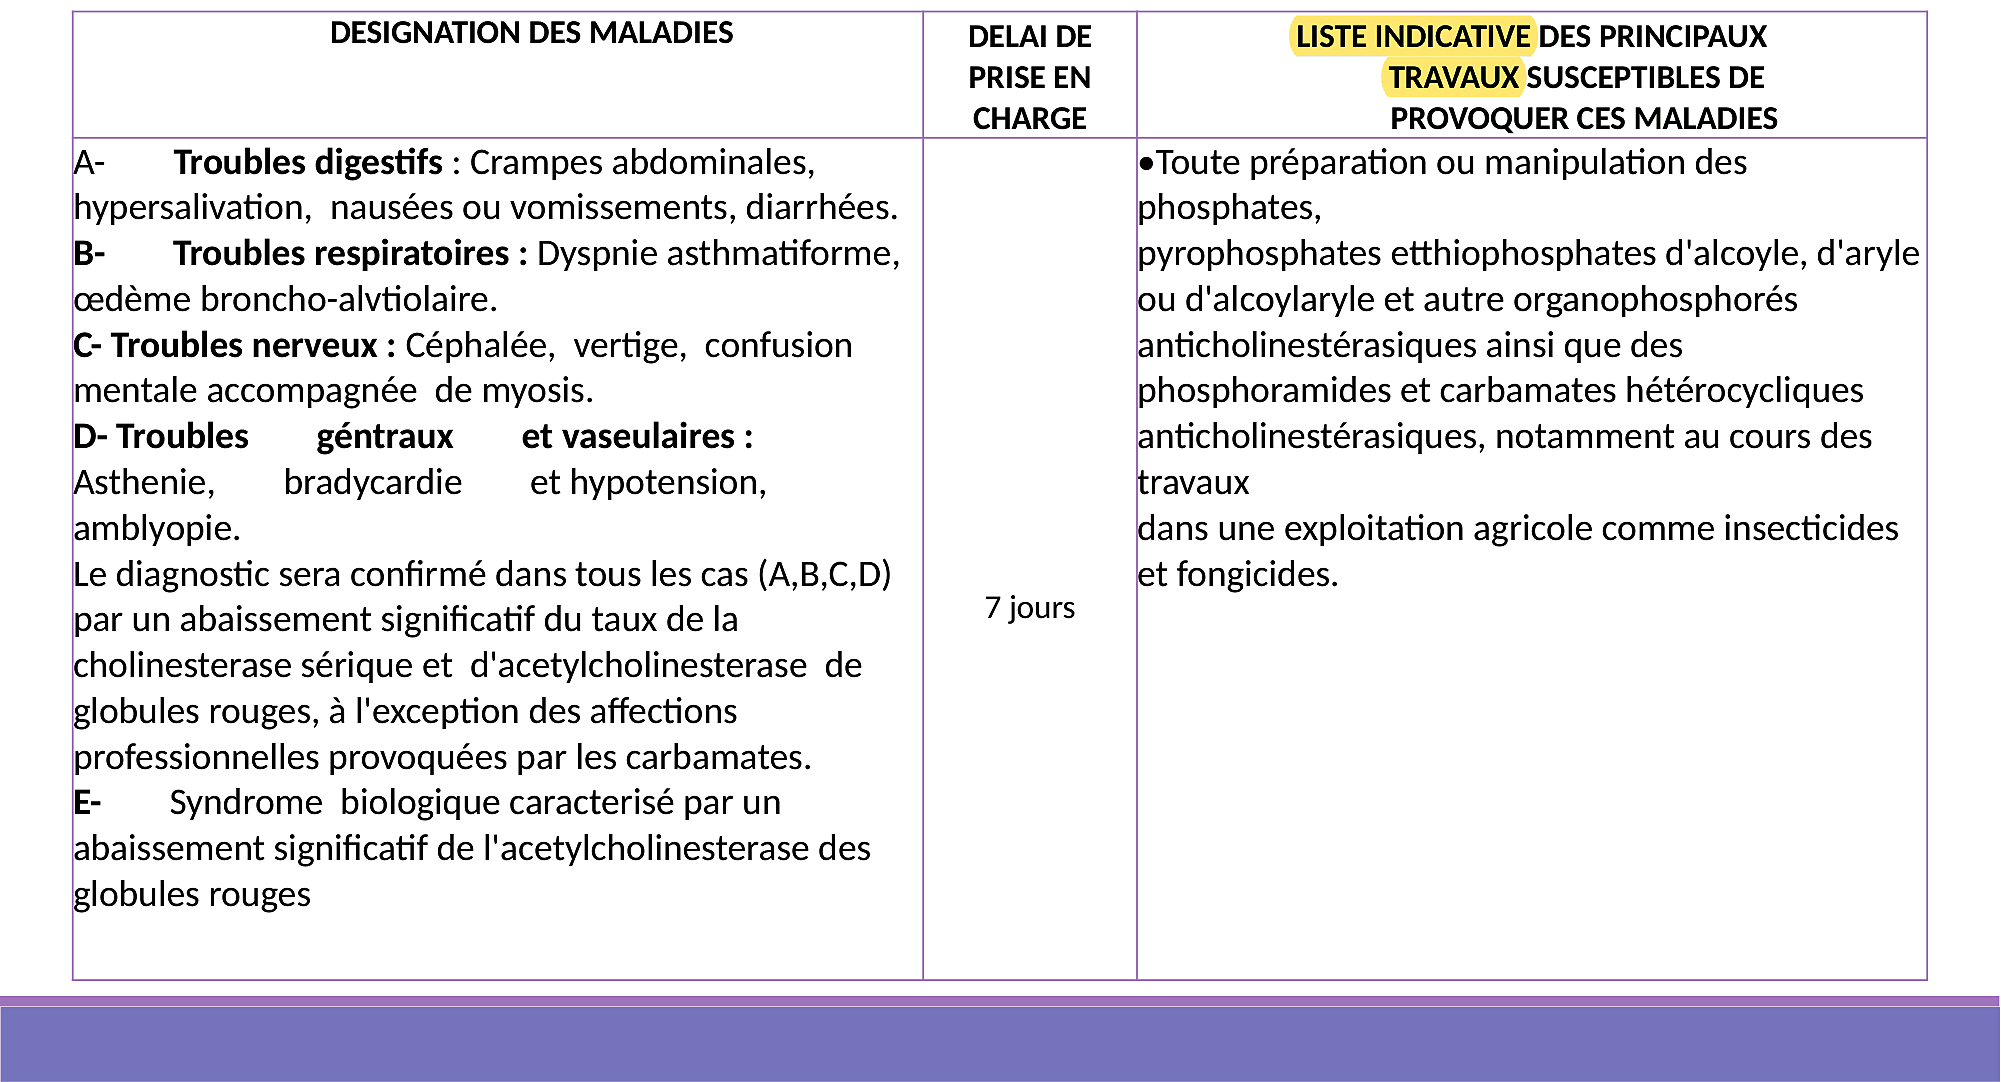 DESIGNATION DES MALADIES
DELAI DE
PRISE EN
CHARGE
LISTE INDICATIVE DES PRINCIPAUX
TRAVAUX SUSCEPTIBLES DE
PROVOQUER CES MALADIES
A- Troubles digestifs : Crampes abdominales,
hypersalivation, nausées ou vomissements, diarrhées.
B- Troubles respiratoires : Dyspnie asthmatiforme,
œdème broncho-alvtiolaire.
C- Troubles nerveux : Céphalée, vertige, confusion
mentale accompagnée de myosis.
D- Troubles géntraux et vaseulaires :
Asthenie, bradycardie et hypotension,
amblyopie.
Le diagnostic sera confirmé dans tous les cas (A,B,C,D)
par un abaissement significatif du taux de la
cholinesterase sérique et d'acetylcholinesterase de
globules rouges, à l'exception des affections
professionnelles provoquées par les carbamates.
E- Syndrome biologique caracterisé par un
abaissement significatif de l'acetylcholinesterase des
globules rouges
7 jours
•Toute préparation ou manipulation des
phosphates,
pyrophosphates etthiophosphates d'alcoyle, d'aryle
ou d'alcoylaryle et autre organophosphorés
anticholinestérasiques ainsi que des
phosphoramides et carbamates hétérocycliques
anticholinestérasiques, notamment au cours des
travaux
dans une exploitation agricole comme insecticides
et fongicides.